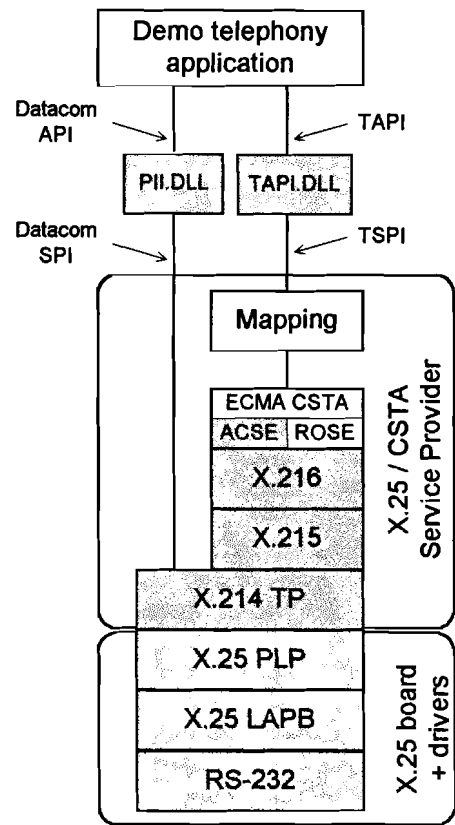 Demo telephony
application
Datacom
API
TAPI
PII.DLL
TAPI.DLL
Datacom
SPI
TSPI
Mapping
ECMA CSTA
ACSE
ROSE
X.216
X.215
X.214 TP
X.25 / CSTA
Service Provider
X.25 PLP
X.25 LAPB
RS-232
X.25 board
+ drivers